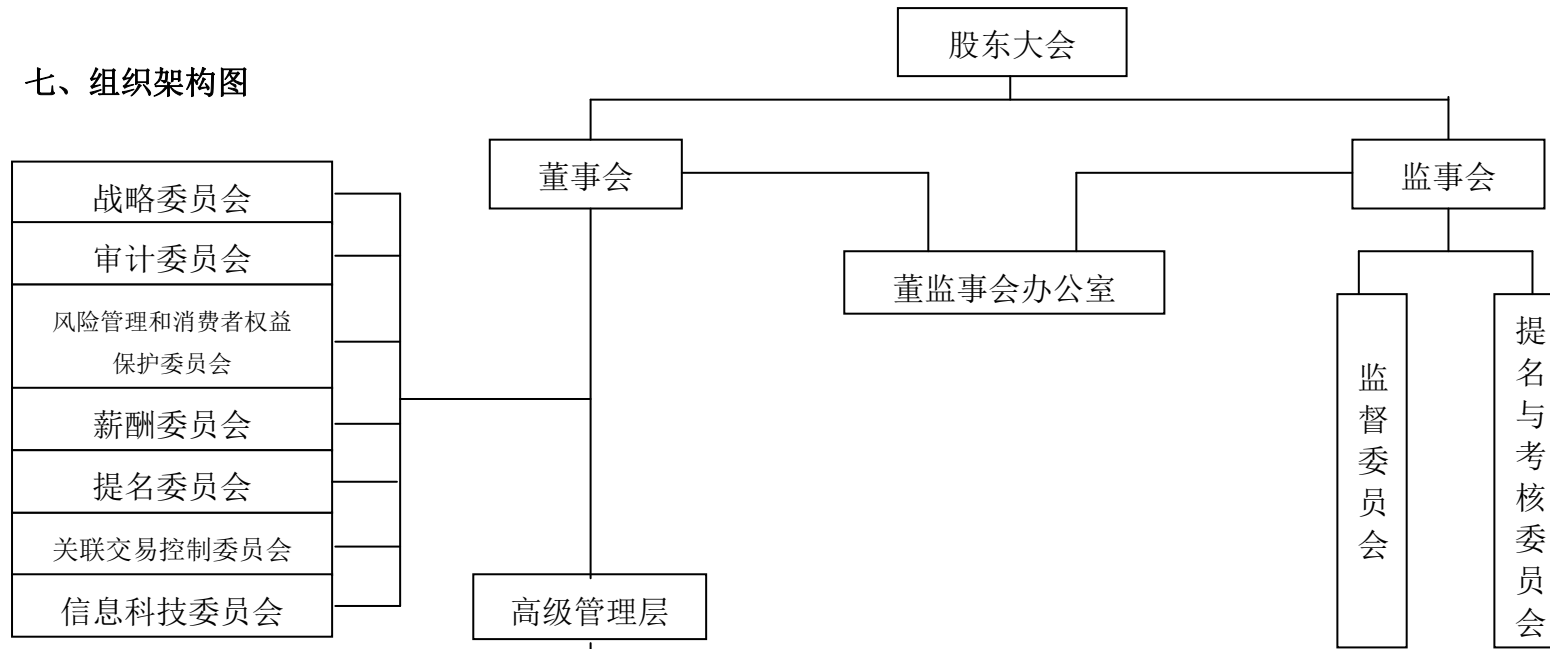 股东大会
七、组织架构图
董事会
监事会
战略委员会
审计委员会
风险管理和消费者权益
保护委员会
薪酬委员会
提名委员会
关联交易控制委员会
信息科技委员会
董监事会办公室
监督委员会
提名与考核委员会
高级管理层